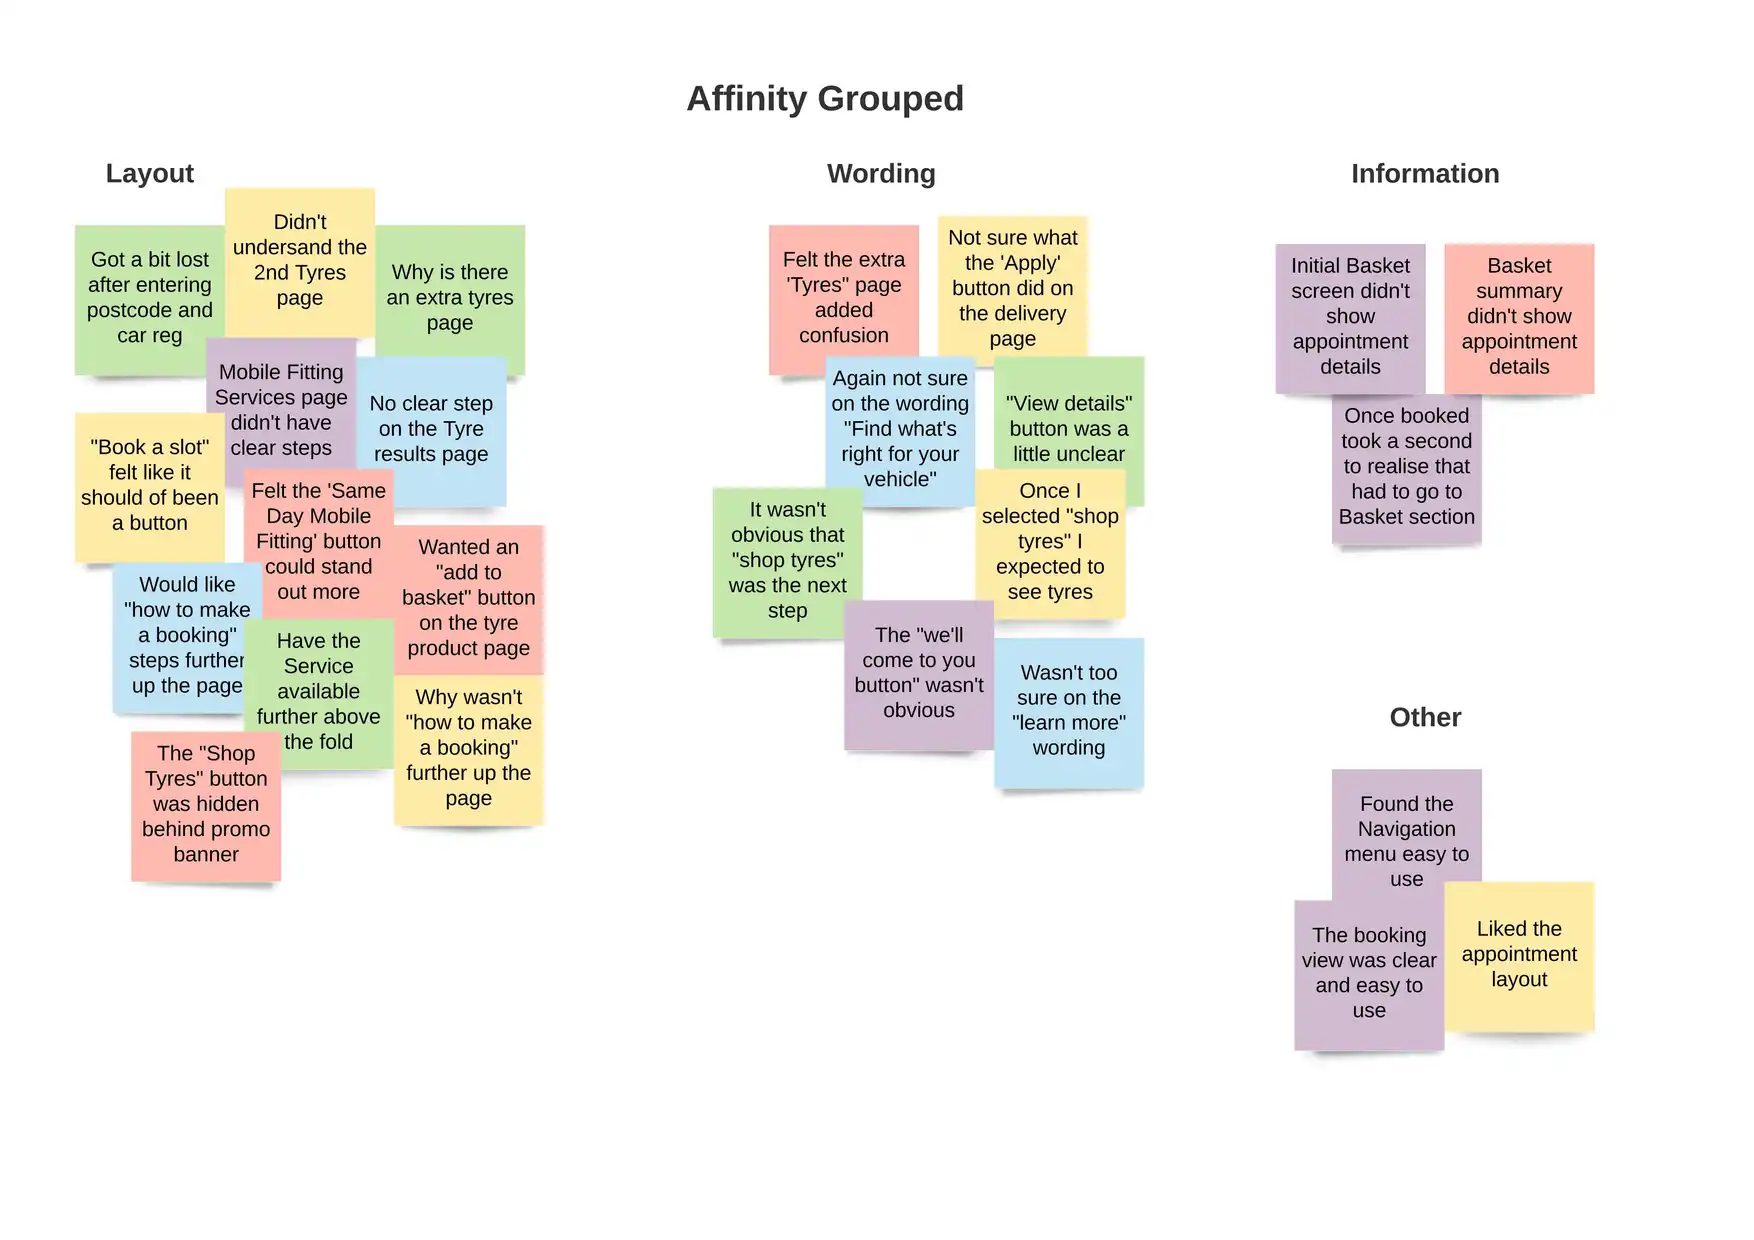 Affinity Grouped
Layout
Got a bit lost
after entering
postcode and
car reg
Didn't
undersand the
2nd Tyres
page
Why is there
an extra tyres
page
Mobile Fitting
Services page
didn't have
clear steps
No clear step
on the Tyre
results page
"Book a slot"
felt like it
should of been
a button
Felt the 'Same
Day Mobile
Fitting' button
could stand
out more
Wanted an
"add to
basket" button
on the tyre
product page
Would like
"how to make
a booking"
steps further
up the page
Have the
Service
available
further above
the fold
Why wasn't
"how to make
a booking"
further up the
page
The "Shop
Tyres" button
was hidden
behind promo
banner
Wording
Felt the extra
'Tyres" page
added
confusion
Not sure what
the 'Apply'
button did on
the delivery
page
Again not sure
on the wording
"Find what's
right for your
vehicle"
"View details"
button was a
little unclear
It wasn't
obvious that
"shop tyres"
was the next
step
Once I
selected "shop
tyres" I
expected to
see tyres
The "we'll
come to you
button" wasn't
obvious
Wasn't too
sure on the
"learn more"
wording
Information
Initial Basket
screen didn't
show
appointment
details
Basket
summary
didn't show
appointment
details
Once booked
took a second
to realise that
had to go to
Basket section
Other
Found the
Navigation
menu easy to
use
The booking
view was clear
and easy to
use
Liked the
appointment
layout